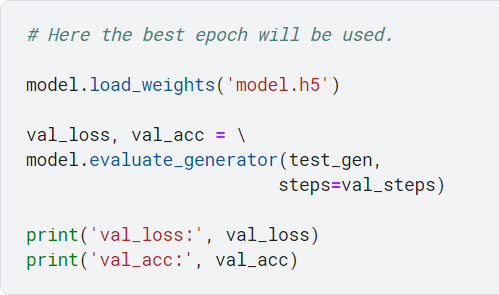 # Here the best epoch will be used.
model.load_weights('model.h5')
val_loss, val_acc = \
model.evaluate_generator(test_gen,
steps=val_steps)
print('val_loss:', val_loss)
print('val_acc:', val_acc)